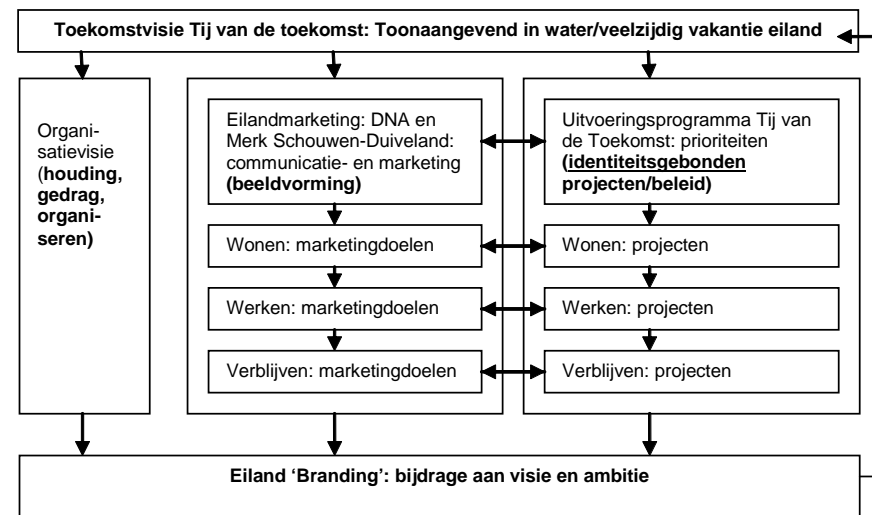 Toekomstvisie Tij van de toekomst: Toonaangevend in water/veelzijdig vakantie eiland
Organi-
satievisie
(houding,
gedrag,
organi-
seren)
Eilandmarketing: DNA en
Merk Schouwen-Duiveland:
communicatie- en marketing
(beeldvorming)
Uitvoeringsprogramma Tij van
de Toekomst: prioriteiten
(identiteitsgebonden
projecten/beleid)
Wonen: marketingdoelen
Wonen: projecten
Werken: marketingdoelen
Werken: projecten
Verblijven: marketingdoelen
Verblijven: projecten
Eiland ‘Branding’: bijdrage aan visie en ambitie